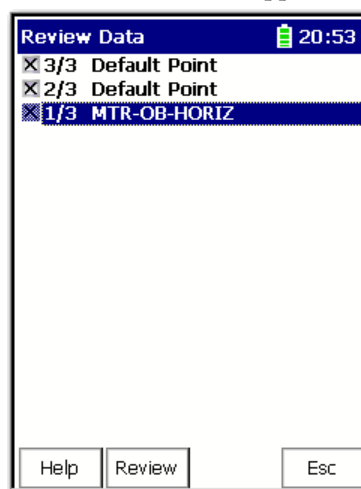 Review Data 20:53
3/3 Default Point
2/3 Default Point
1/3 MTR-OB-HORIZ
Help Review Esc